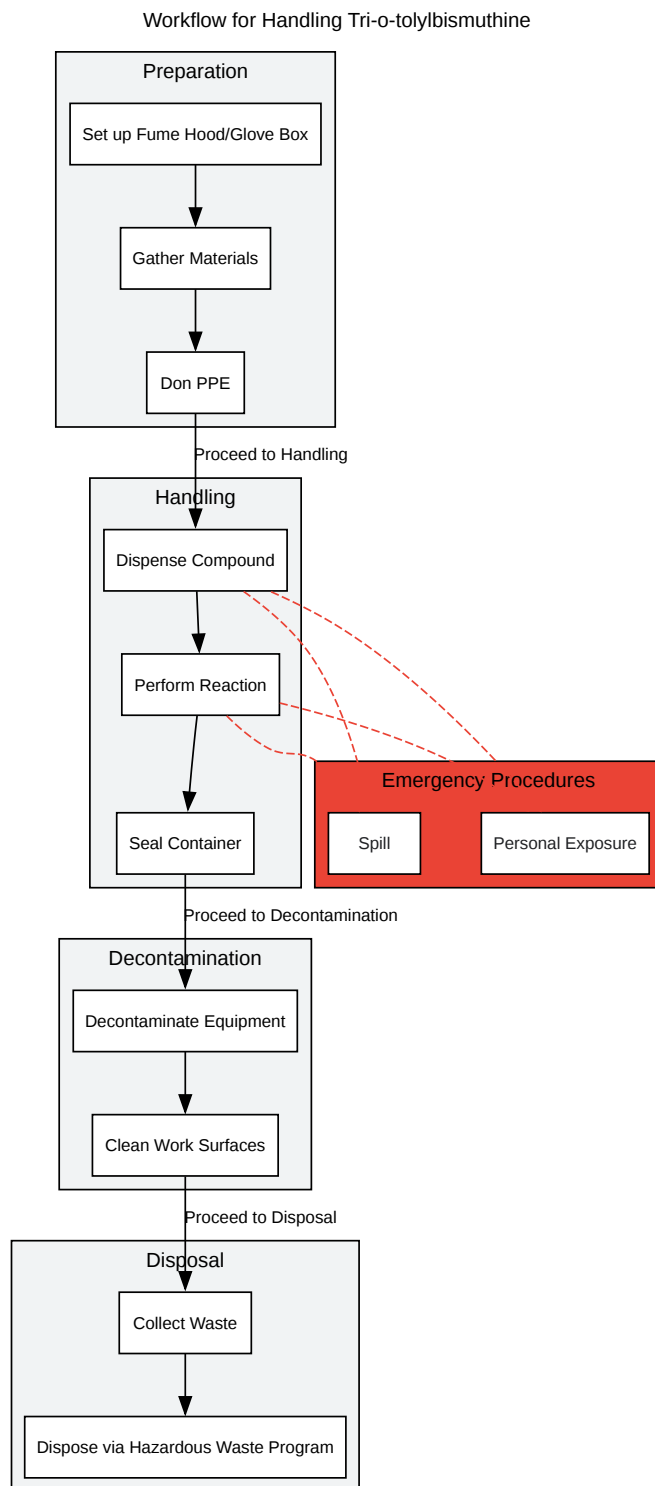 Workflow for Handling Tri-o-tolylbismuthine
Preparation
Set up Fume Hood/Glove Box
Gather Materials
Don PPE
Proceed to Handling
Handling
Dispense Compound
Perform Reaction
Emergency Procedures
Seal Container
Spill
Personal Exposure
Proceed to Decontamination
Decontamination
Decontaminate Equipment
Clean Work Surfaces
Proceed to Disposal
Disposal
Collect Waste
Dispose via Hazardous Waste Program